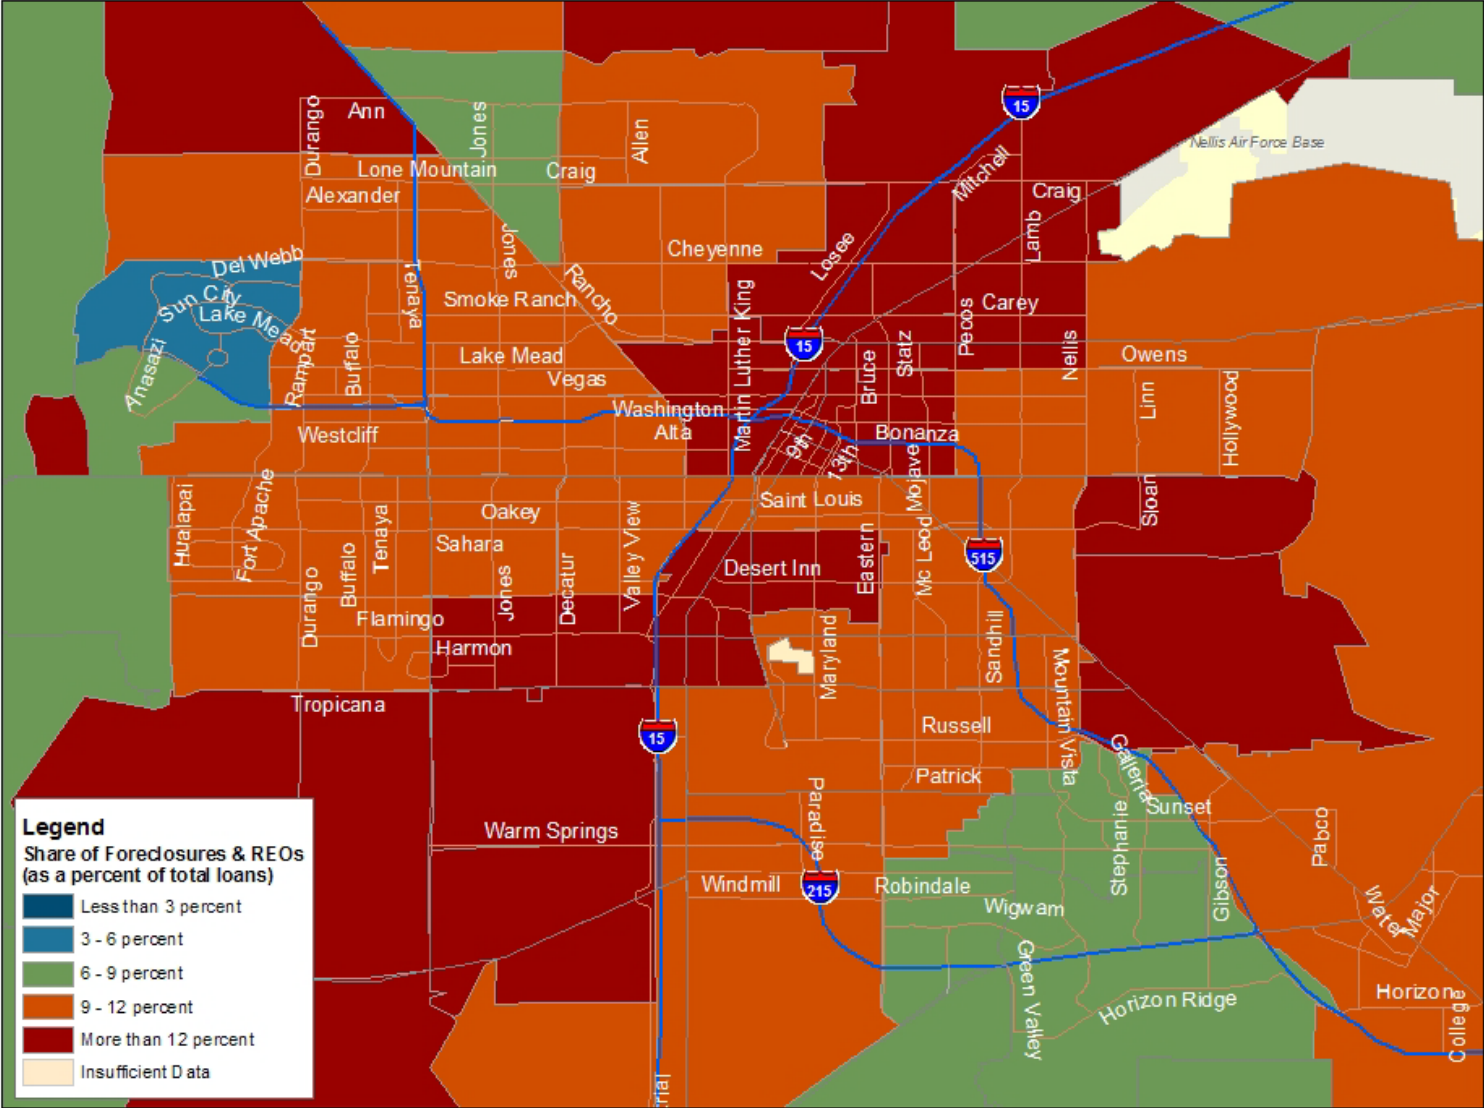 15
Nellis Air Force Base
Durango
Ann
Jones
Allen
Lone Mountain
Craig
Mitchell
Craig
Alexander
Lamb
Jones
Cheyenne
Losee
Del Webb
Tenaya
Rancho
Sun City
Smoke Ranch
Martin Luther King
Carey
Pecos
Lake Mead
15
Anasazi
Rampart
Buffalo
Lake Mead
Bruce
Statz
Nellis
Owens
Vegas
Linn
Hollywood
Washington
Alta
Westcliff
9th
13th
Bonanza
Mojave
Hualapai
Fort Apache
Tenaya
Oakey
Valley View
Saint Louis
Sloan
Sahara
Buffalo
Desert Inn
Eastern
Mc Leod
515
Durango
Jones
Decatur
Flamingo
Harmon
Maryland
Sandhill
Mountain Vista
Tropicana
15
Russell
Galleria
Patrick
Paradise
Stephanie
Sunset
Pabco
Warm Springs
Windmill
215
Robindale
Gibson
Wigwam
Water
Major
Green Valley
Horizon Ridge
Horizon
College
rial
Legend
Share of Foreclosures & REOs
(as a percent of total loans)
Less than 3 percent
3 - 6 percent
6 - 9 percent
9 - 12 percent
More than 12 percent
Insufficient Data